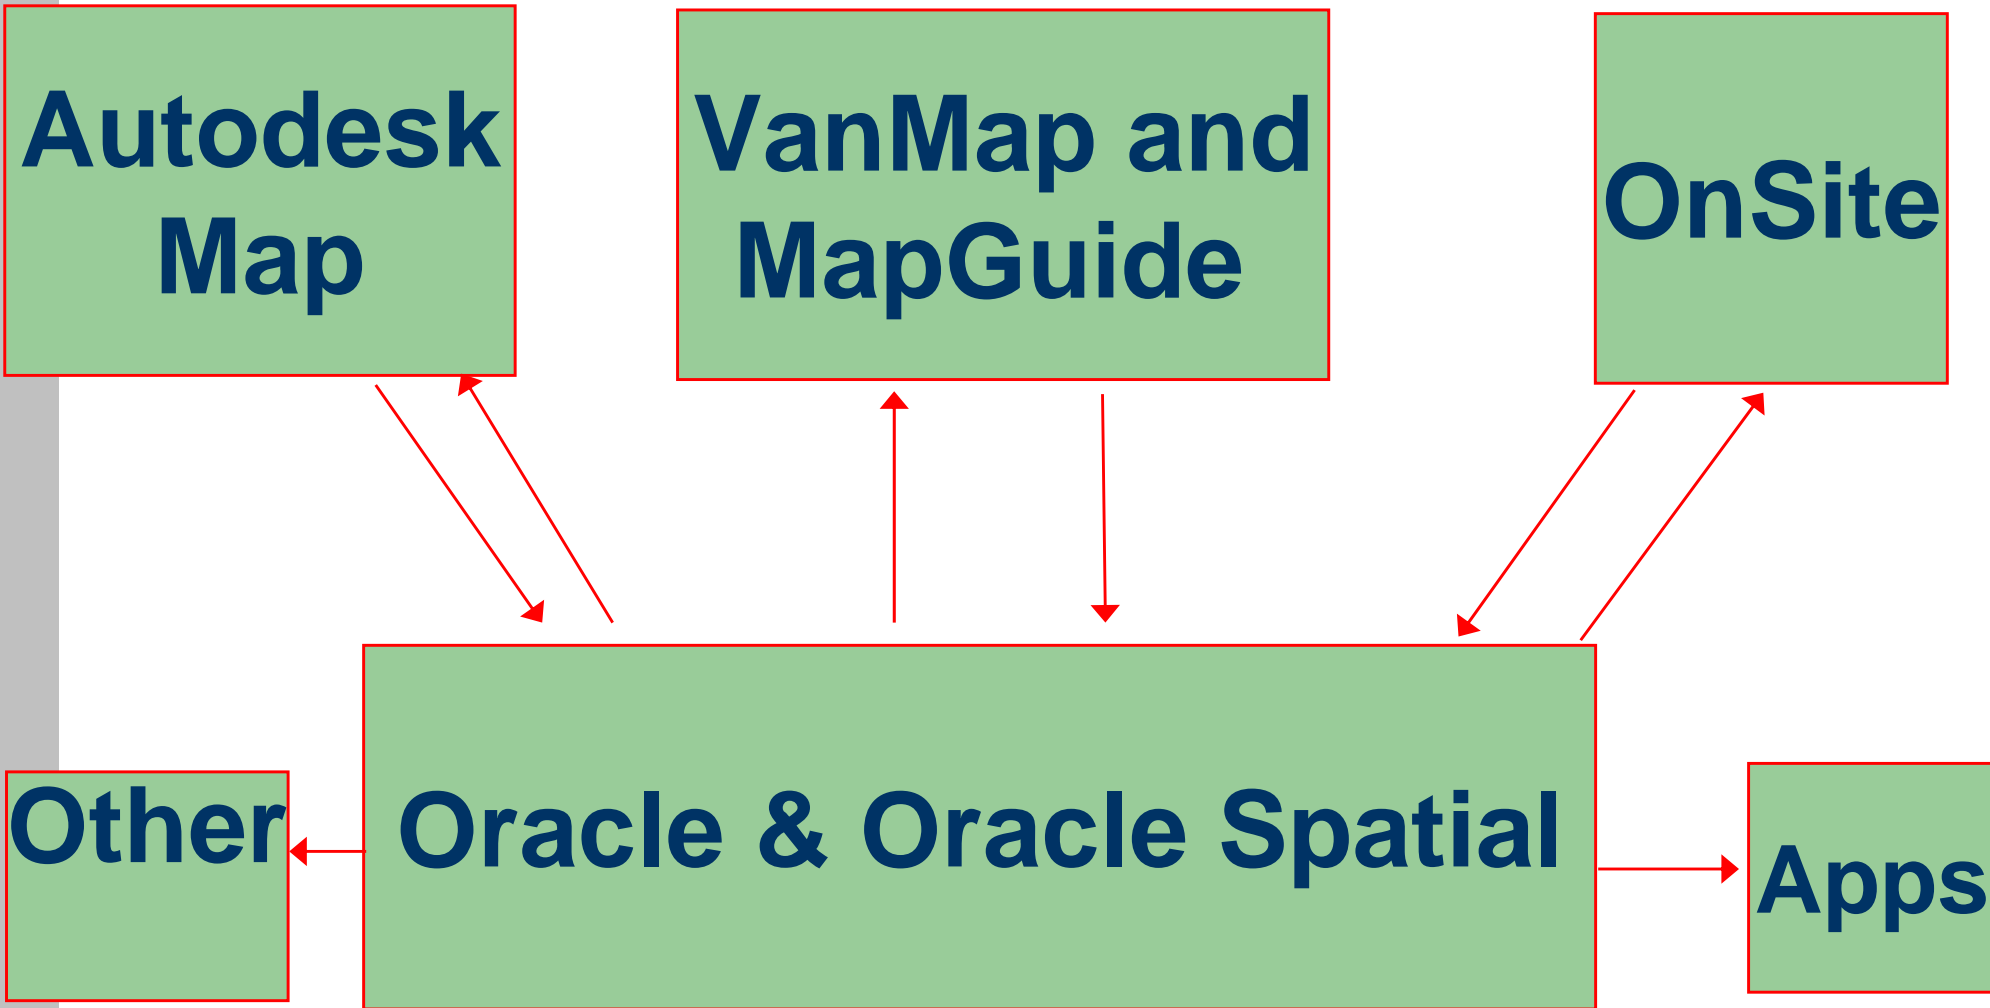 Autodesk
Map
VanMap and
MapGuide
OnSite
Other
Oracle & Oracle Spatial
Apps